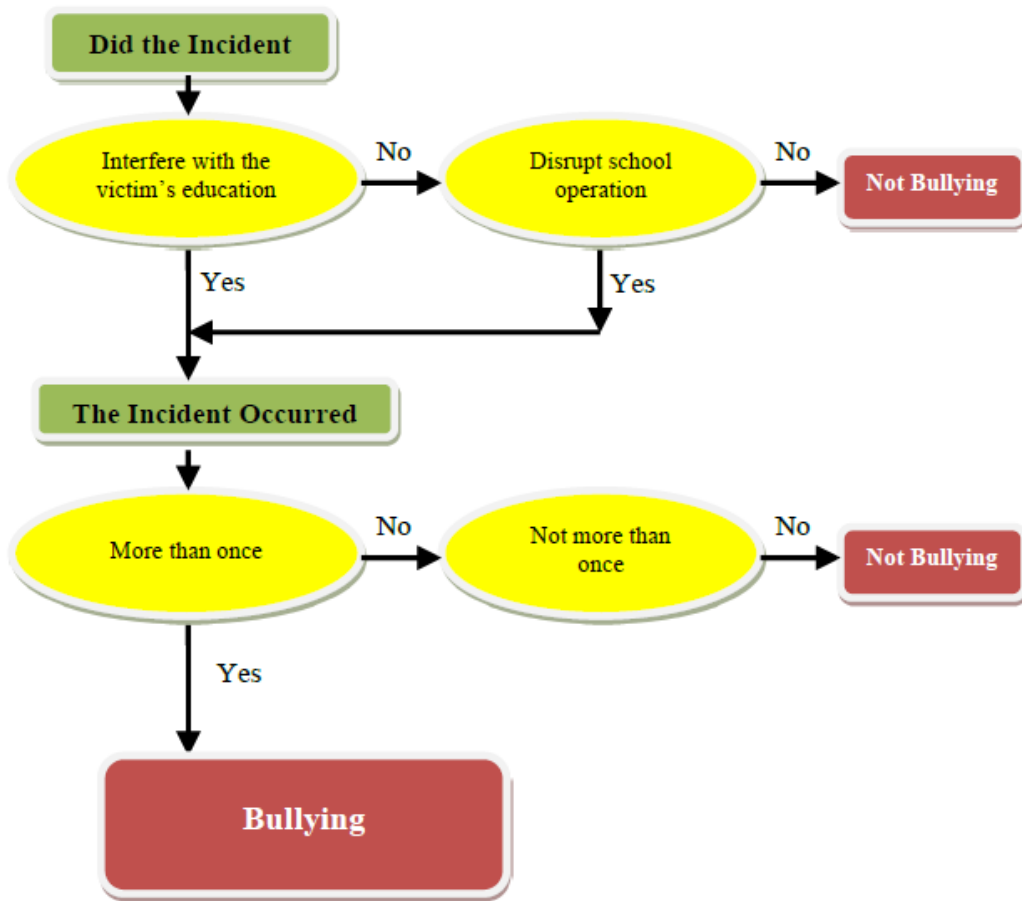 Did the Incident
Interfere with the
victim's education
No
Disrupt school
operation
No
Not Bullying
Yes
Yes
The Incident Occurred
More than once
No
Not more than
once
No
Not Bullying
Yes
Bullying